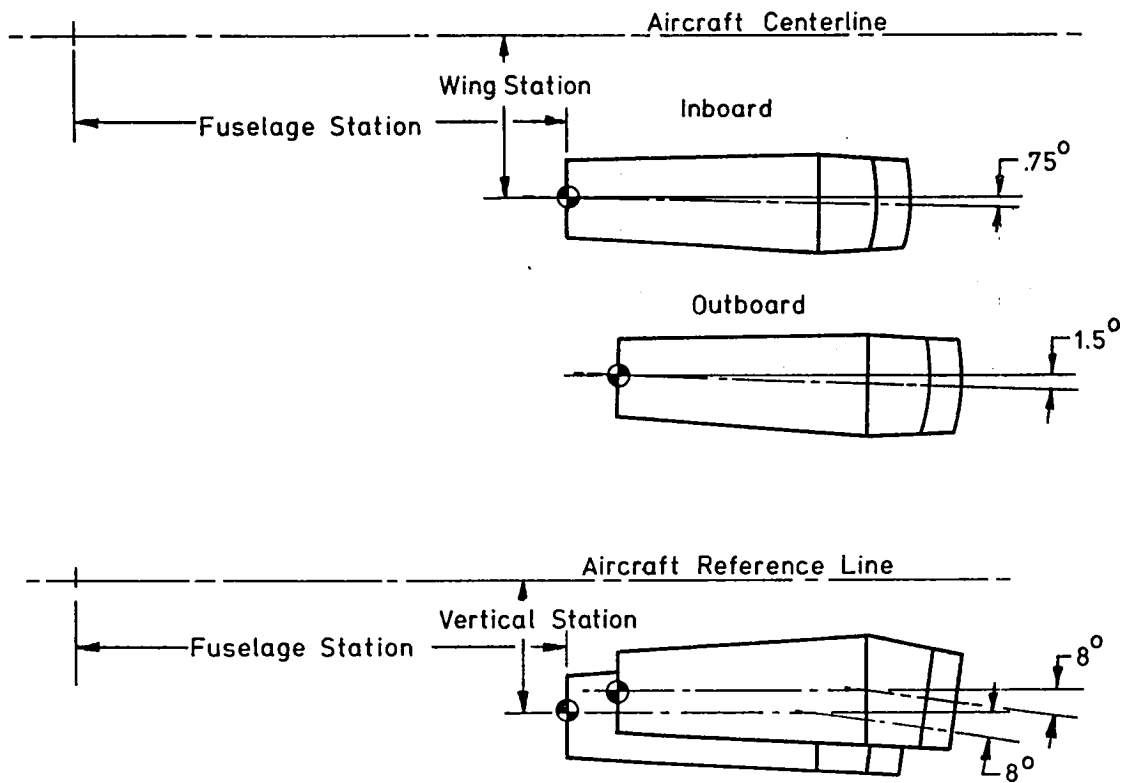 Aircraft Centerline
Wing Station
Fuselage Station
Inboard
.75°
Outboard
1.5°
Aircraft Reference Line
Vertical Station
Fuselage Station
8°
8°